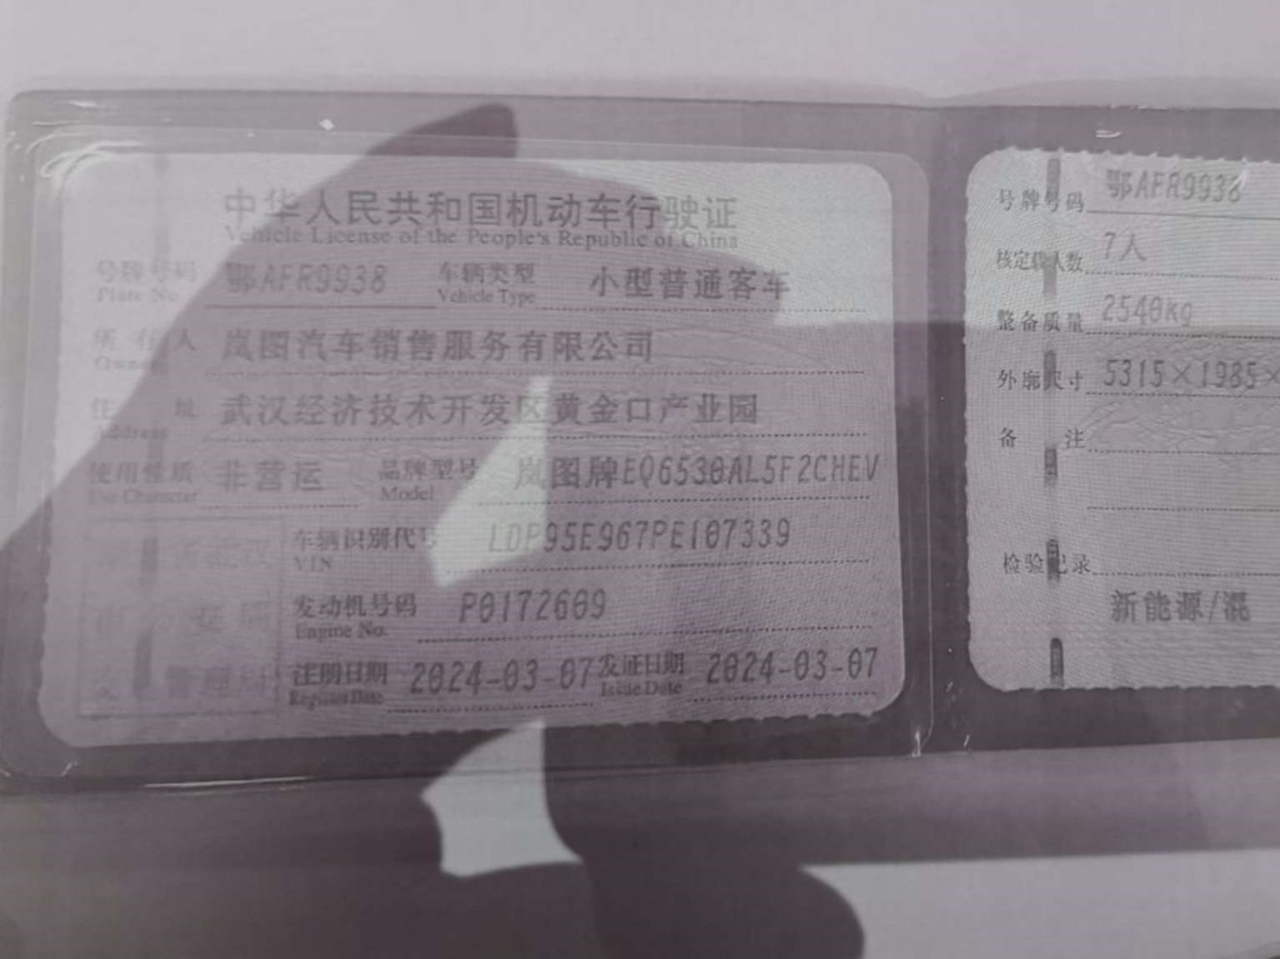 中华人民共和国机动车行驶证
Vehicle License of the People's Republic of China
号牌号码 鄂AFR9938 车辆类型 小型普通客车
Plate No Vehicle Type
所有人 岚图汽车销售服务有限公司
Owner
住址 武汉经济技术开发区黄金口产业园
Address
使用性质 非营运 品牌型号 岚图牌EQ6530AL5F2CHEV
Use Character Model
车辆识别代号 LDP95E967PE107339
VIN
发动机号码 P0172609
Engine No.
注册日期 2024-03-07 发证日期 2024-03-07
Register Date Issue Date
号牌号码 鄂AFR9938
核定载人数 7人
整备质量 2540kg
外廓尺寸 5315×1985×
备注
检验记录
新能源/混